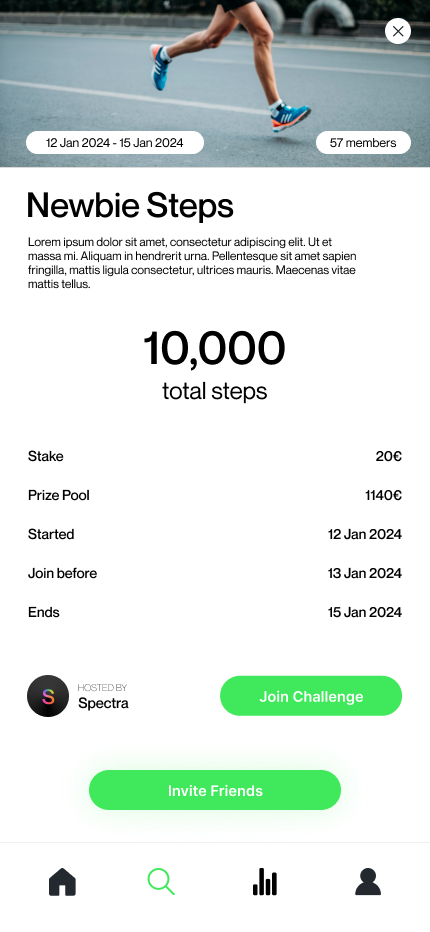 12 Jan 2024 - 15 Jan 2024
57 members
Newbie Steps
Lorem ipsum dolor sit amet, consectetur adipiscing elit. Ut et
massa mi. Aliquam in hendrerit urna. Pellentesque sit amet sapien
fringilla, mattis ligula consectetur, ultrices mauris. Maecenas vitae
mattis tellus.
10,000
total steps
Stake 20€
Prize Pool 1140€
Started 12 Jan 2024
Join before 13 Jan 2024
Ends 15 Jan 2024
S
HOSTED BY
Spectra
Join Challenge
Invite Friends